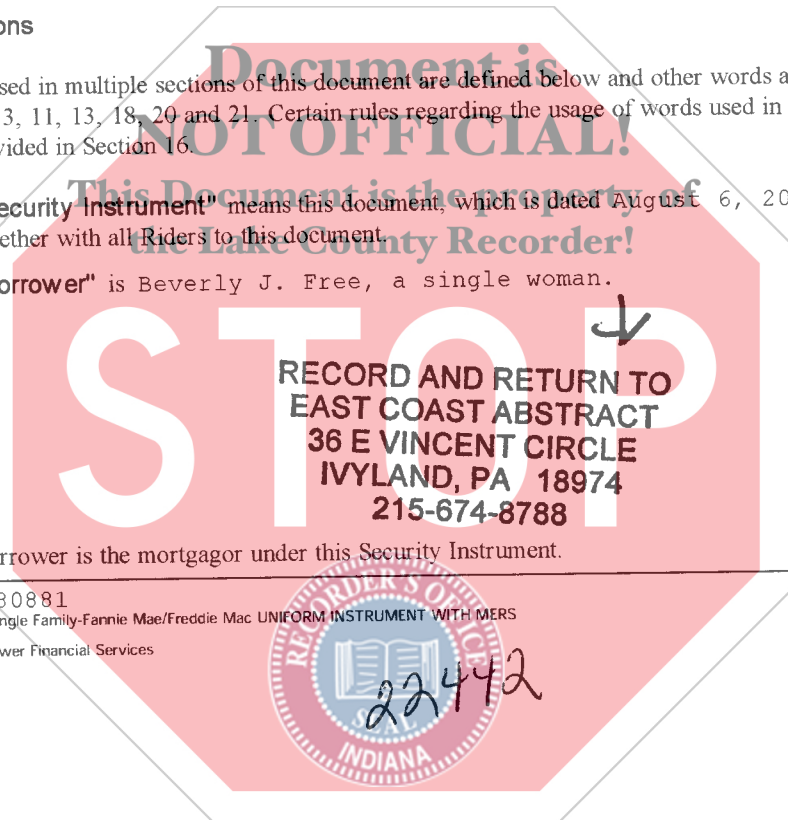 ons
Document is
sed in multiple sections of this document are defined below and other words a
3, 11, 13, 18, 20 and 21. Certain rules regarding the usage of words used in
NOT OFFICIAL!
vided in Section 16.
This Document is the property of
ecurity Instrument" means this document, which is dated August 6, 20
ether with all Riders to this document.
the Lake County Recorder!
orrower" is Beverly J. Free, a single woman.
STOP
RECORD AND RETURN TO
EAST COAST ABSTRACT
36 E VINCENT CIRCLE
IVYLAND, PA 18974
215-674-8788
rrower is the mortgagor under this Security Instrument.
30881
ngle Family-Fannie Mae/Freddie Mac UNIFORM INSTRUMENT WITH MERS
wer Financial Services
RECORDER'S OFFICE
22442
SEAL
INDIANA